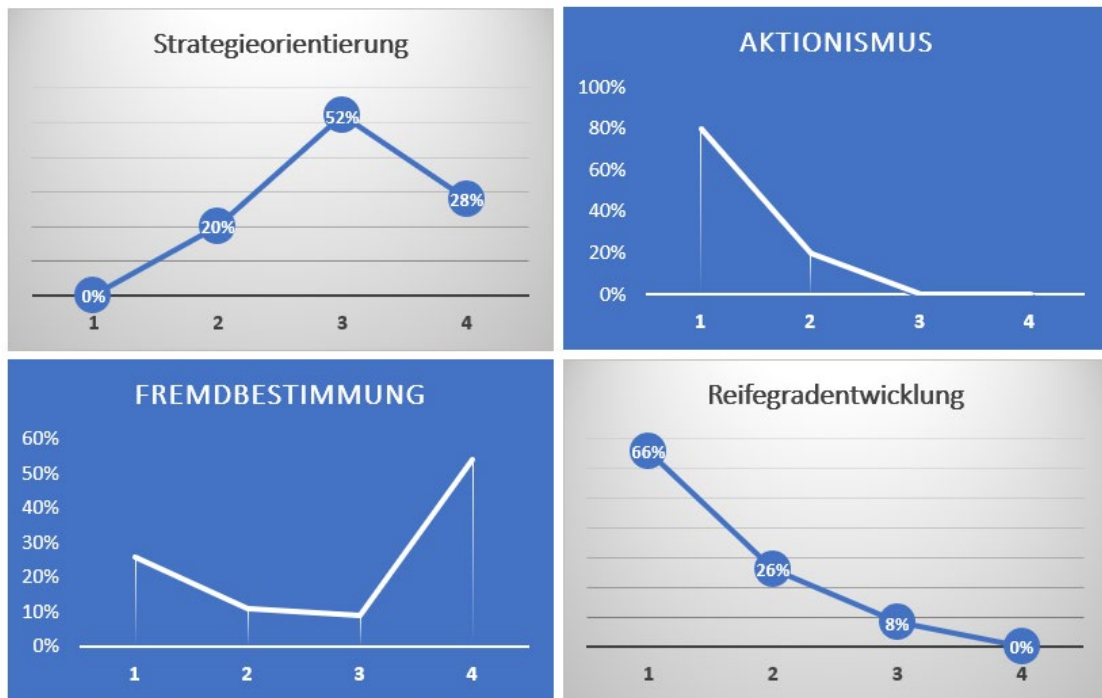 Strategieorientierung
52%
28%
20%
0%
1 2 3 4
AKTIONISMUS
100%
80%
60%
40%
20%
0%
1 2 3 4
FREMDBESTIMMUNG
60%
50%
40%
30%
20%
10%
0%
1 2 3 4
Reifegradentwicklung
66%
26%
8%
0%
1 2 3 4